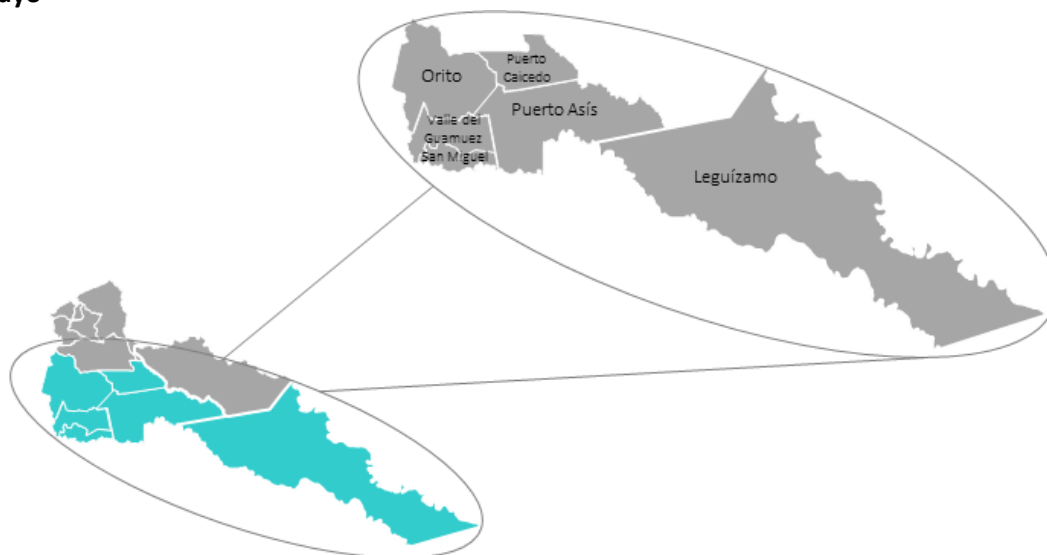 Orito
Puerto
Caicedo
Puerto Asís
Valle del
Guamuez
San Miguel
Leguízamo